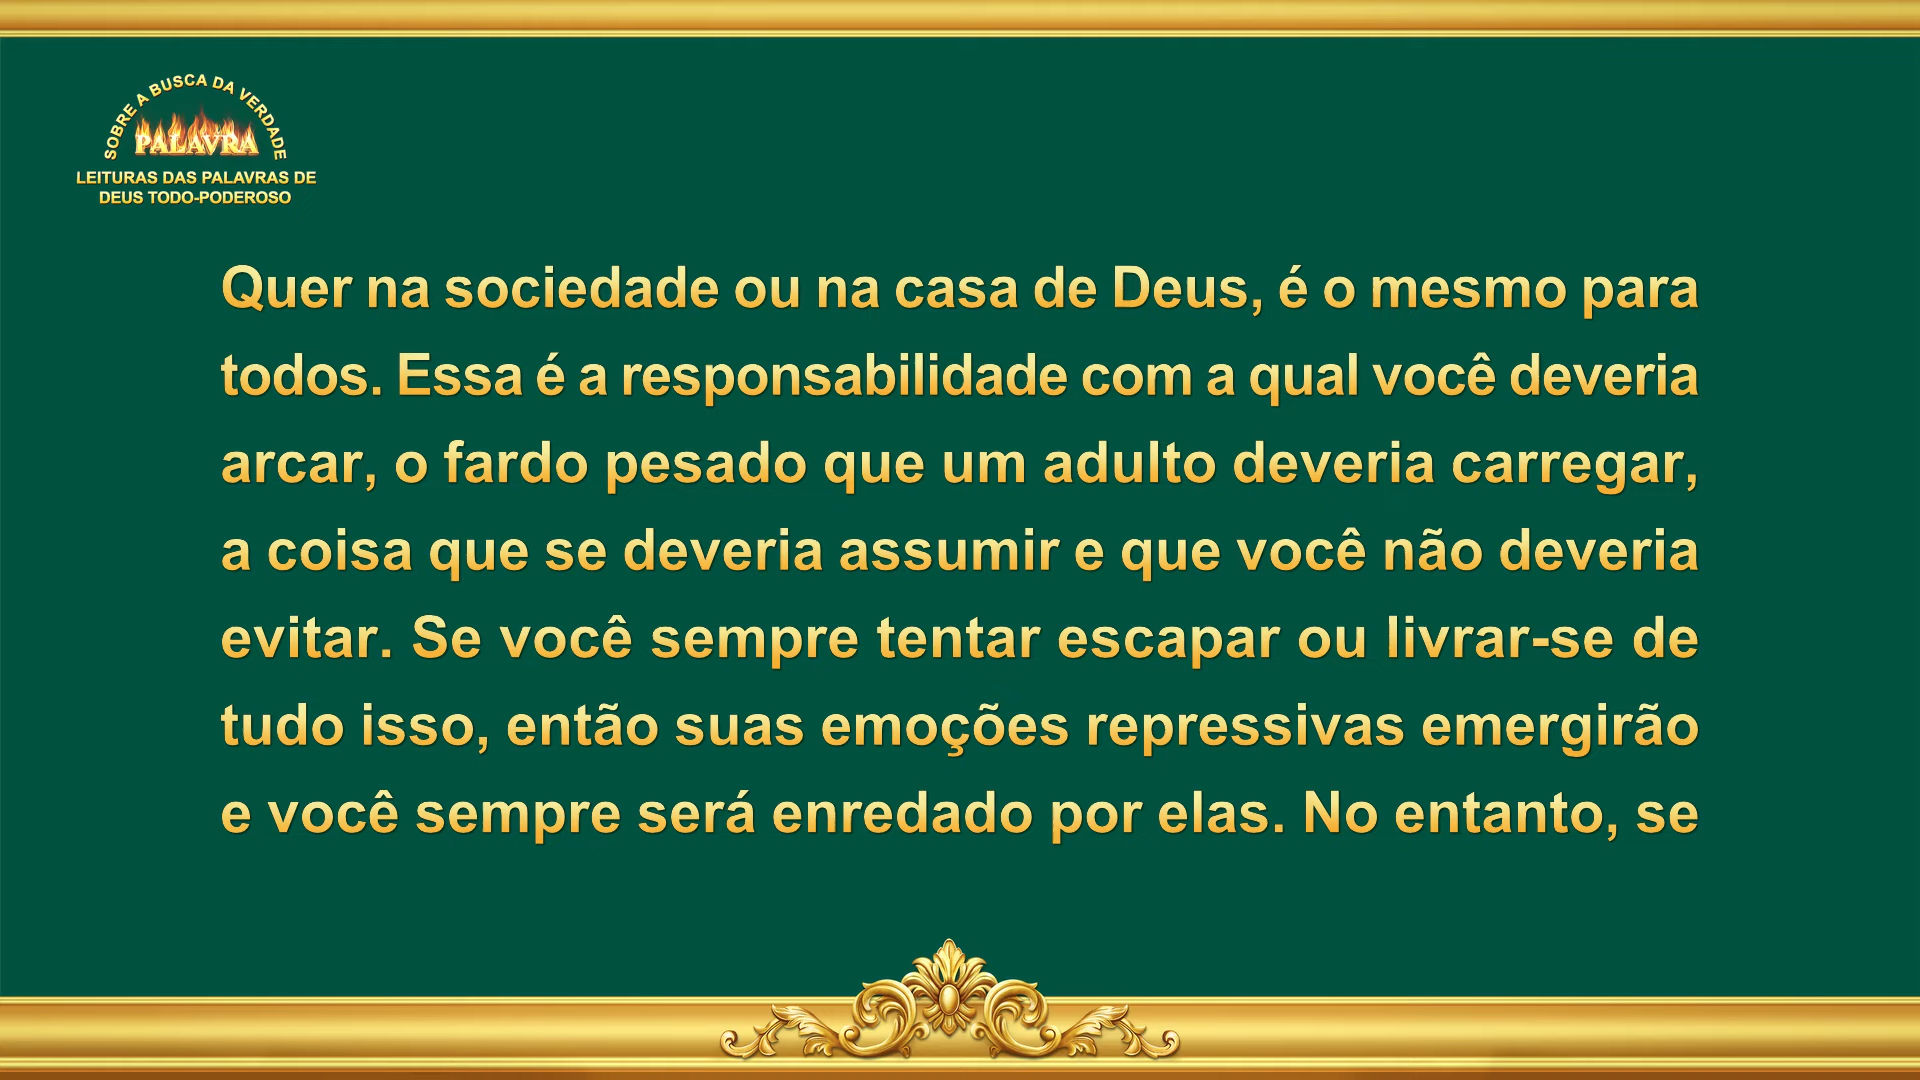 SOBRE A BUSCA DA VERDADE
PALAVRA
LEITURAS DAS PALAVRAS DE
DEUS TODO-PODEROSO
Quer na sociedade ou na casa de Deus, é o mesmo para
todos. Essa é a responsabilidade com a qual você deveria
arcar, o fardo pesado que um adulto deveria carregar,
a coisa que se deveria assumir e que você não deveria
evitar. Se você sempre tentar escapar ou livrar-se de
tudo isso, então suas emoções repressivas emergirão
e você sempre será enredado por elas. No entanto, se